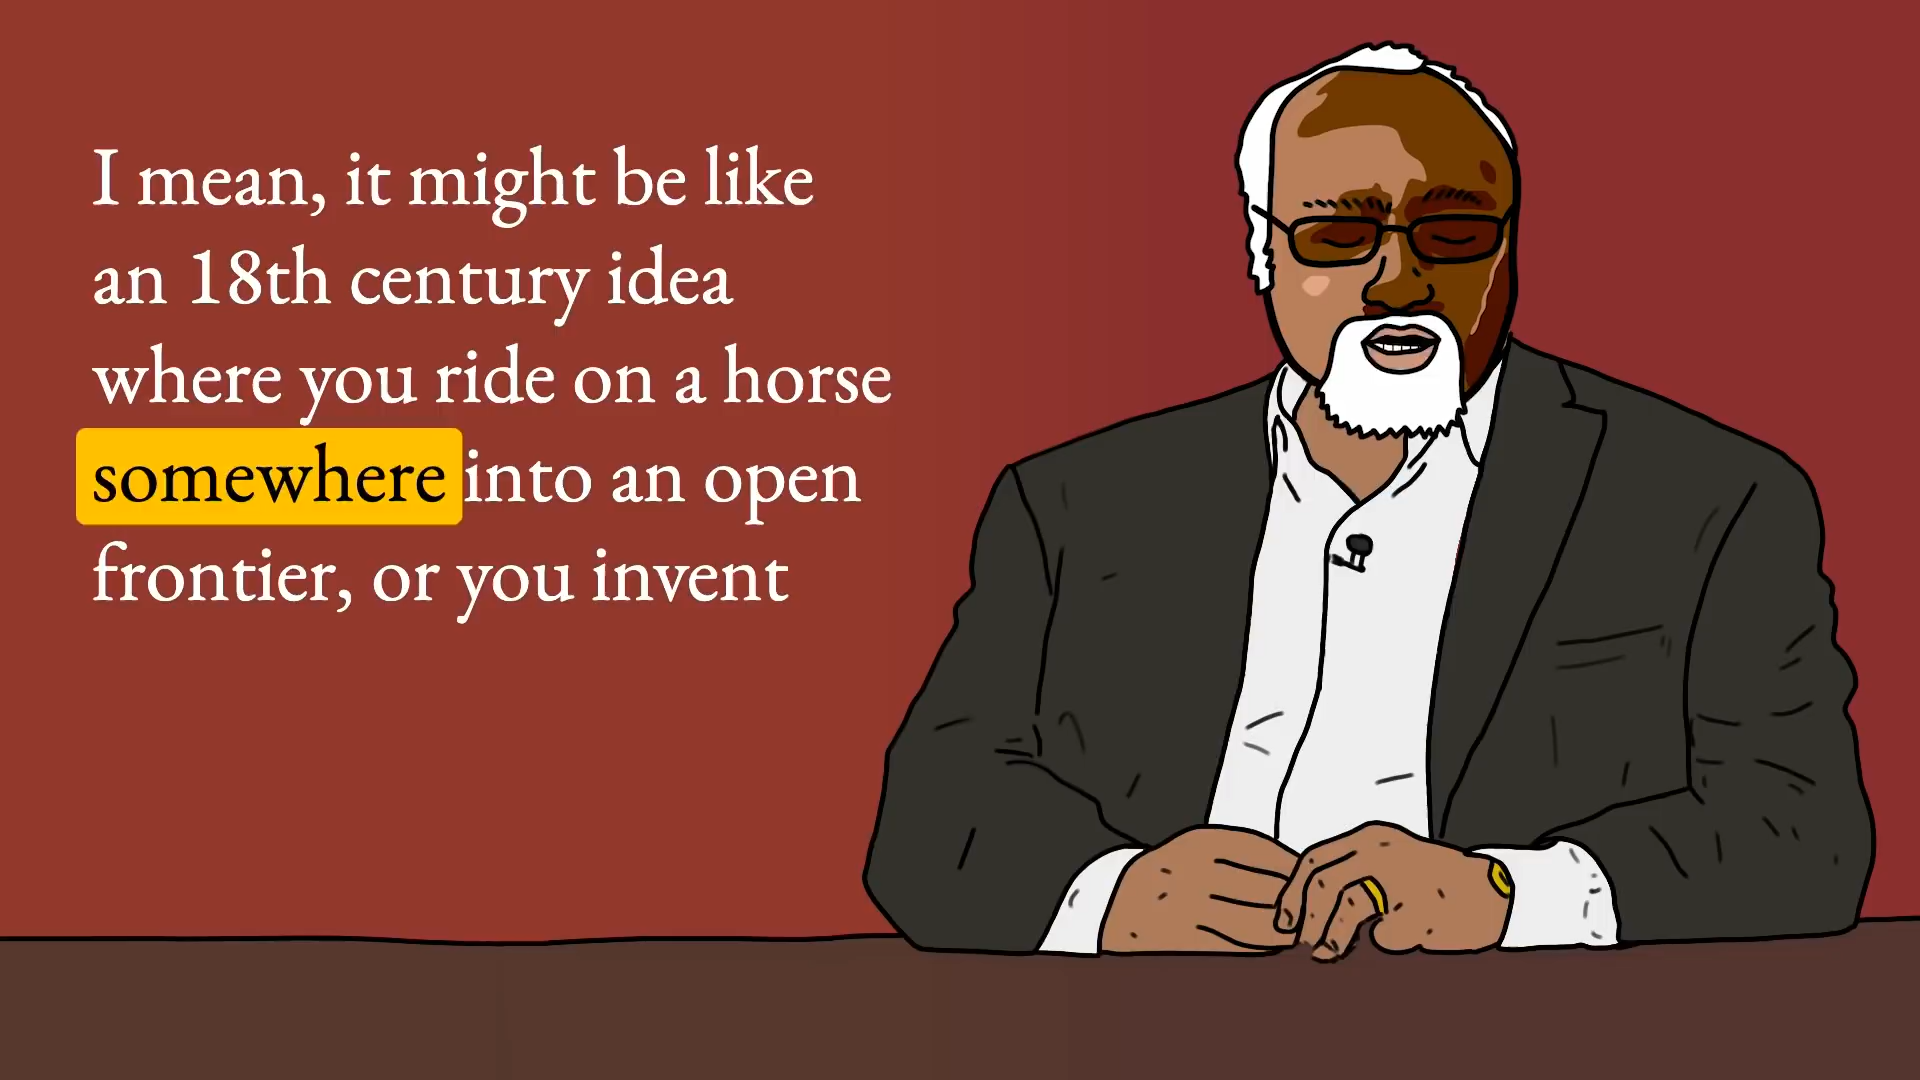 I mean, it might be like
an 18th century idea
where you ride on a horse
somewhere into an open
frontier, or you invent